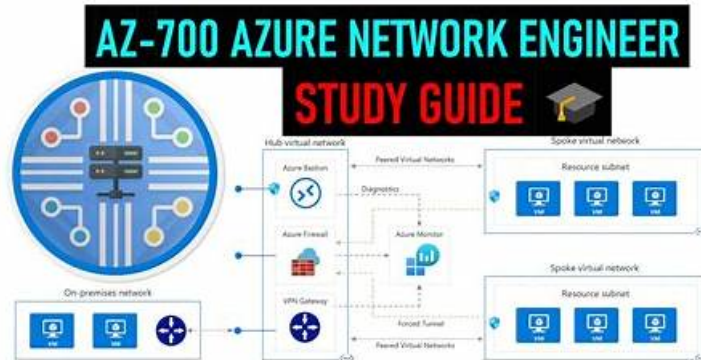 AZ-700 AZURE NETWORK ENGINEER
STUDY GUIDE
Hub virtual network
Spoke virtual network
Azure Bastion
Peered Virtual Networks
Resource subnet
Diagnostics
VM
VM
VM
Azure Firewall
Azure Monitor
On-premises network
VPN Gateway
Spoke virtual network
Resource subnet
VM
VM
Forced Tunnel
VM
VM
VM
Peered Virtual Networks